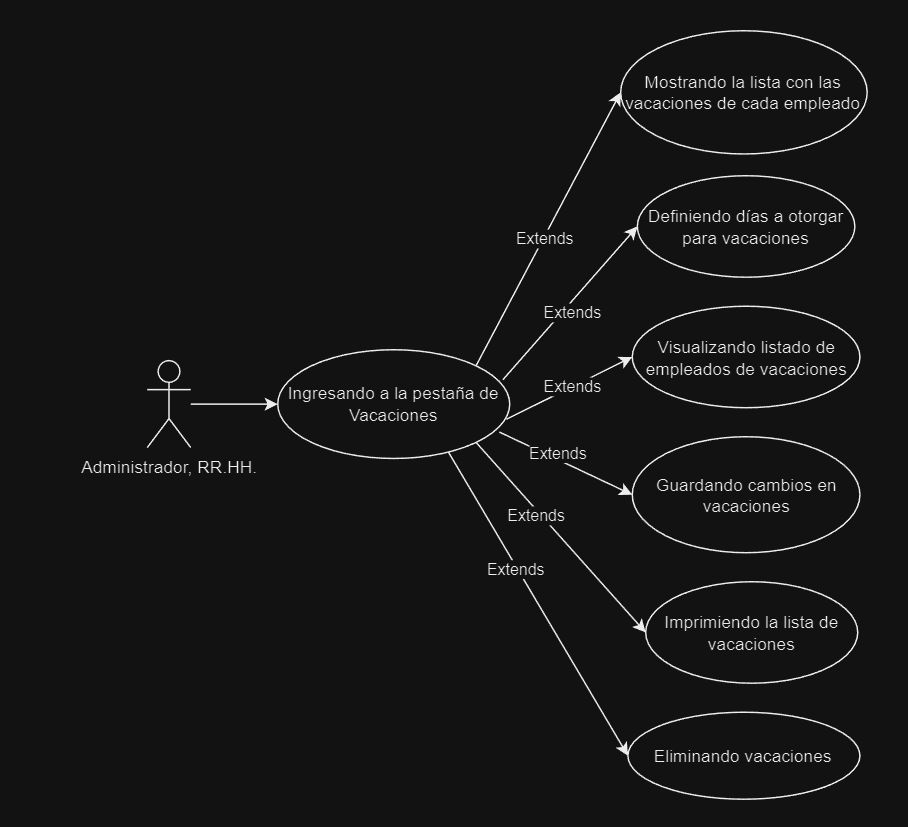 Mostrando la lista con las
vacaciones de cada empleado
Extends
Definiendo días a otorgar
para vacaciones
Extends
Visualizando listado de
empleados de vacaciones
Extends
Ingresando a la pestaña de
Vacaciones
Administrador, RR.HH.
Extends
Guardando cambios en
vacaciones
Extends
Imprimiendo la lista de
vacaciones
Extends
Eliminando vacaciones